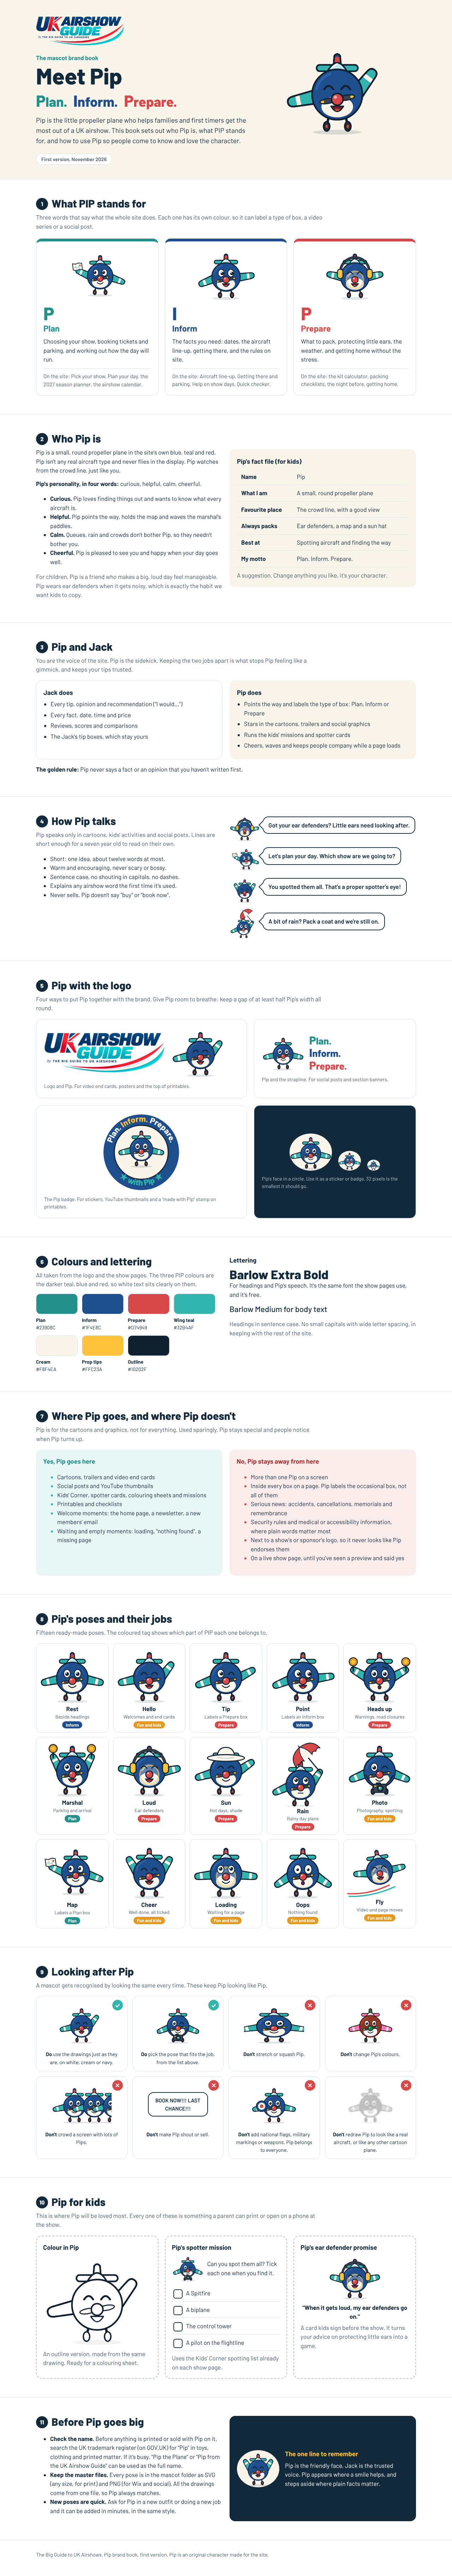 UK AIRSHOW
GUIDE
THE BIG GUIDE TO UK AIRSHOWS
The mascot brand book
Meet Pip
Plan. Inform. Prepare.
Pip is the little propeller plane who helps families and first timers get the
most out of a UK airshow. This book sets out who Pip is, what PIP stands
for, and how to use Pip so people come to know and love the character.
First version, November 2026
1 What PIP stands for
Three words that say what the whole site does. Each one has its own colour, so it can label a type of box, a video
series or a social post.
P
Plan
Choosing your show, booking tickets and
parking, and working out how the day will
run.
On the site: Pick your show, Plan your day, the
2027 season planner, the airshow calendar.
I
Inform
The facts you need: dates, the aircraft
line-up, getting there, and the rules on
site.
On the site: Aircraft line-up, Getting there and
parking, Help on show days, Quick checker.
P
Prepare
What to pack, protecting little ears, the
weather, and getting home without the
stress.
On the site: the kit calculator, packing
checklists, the night before, getting home.
2 Who Pip is
Pip is a small, round propeller plane in the site's own blue, teal and red.
Pip isn't any real aircraft type and never flies in the display. Pip watches
from the crowd line, just like you.
Pip's personality, in four words: curious, helpful, calm, cheerful.
Curious. Pip loves finding things out and wants to know what every
aircraft is.
Helpful. Pip points the way, holds the map and waves the marshal's
paddles.
Calm. Queues, rain and crowds don't bother Pip, so they needn't
bother you.
Cheerful. Pip is pleased to see you and happy when your day goes
well.
For children, Pip is a friend who makes a big, loud day feel manageable.
Pip wears ear defenders when it gets noisy, which is exactly the habit we
want kids to copy.
Pip's fact file (for kids)
Name Pip
What I am A small, round propeller plane
Favourite place The crowd line, with a good view
Always packs Ear defenders, a map and a sun hat
Best at Spotting aircraft and finding the way
My motto Plan. Inform. Prepare.
A suggestion. Change anything you like, it's your character.
3 Pip and Jack
You are the voice of the site. Pip is the sidekick. Keeping the two jobs apart is what stops Pip feeling like a
gimmick, and keeps your tips trusted.
Jack does
Every tip, opinion and recommendation ("I would...")
Every fact, date, time and price
Reviews, scores and comparisons
The Jack's tip boxes, which stay yours
Pip does
Points the way and labels the type of box: Plan, Inform or
Prepare
Stars in the cartoons, trailers and social graphics
Runs the kids' missions and spotter cards
Cheers, waves and keeps people company while a page loads
The golden rule: Pip never says a fact or an opinion that you haven't written first.
4 How Pip talks
Pip speaks only in cartoons, kids' activities and social posts. Lines are
short enough for a seven year old to read on their own.
Short: one idea, about twelve words at most.
Warm and encouraging, never scary or bossy.
Sentence case, no shouting in capitals, no dashes.
Explains any airshow word the first time it's used.
Never sells. Pip doesn't say "buy" or "book now".
Got your ear defenders? Little ears need looking after.
Let's plan your day. Which show are we going to?
You spotted them all. That's a proper spotter's eye!
A bit of rain? Pack a coat and we're still on.
5 Pip with the logo
Four ways to put Pip together with the brand. Give Pip room to breathe: keep a gap of at least half Pip's width all
round.
UK AIRSHOW
GUIDE
THE BIG GUIDE TO UK AIRSHOWS
Logo and Pip. For video end cards, posters and the top of printables.
Plan.
Inform.
Prepare.
Pip and the strapline. For social posts and section banners.
Plan. Inform. Prepare.
with Pip
The Pip badge. For stickers, YouTube thumbnails and a "made with Pip" stamp on
printables.
Pip's face in a circle. Use it as a sticker or badge, 32 pixels is the
smallest it should go.
6 Colours and lettering
All taken from the logo and the show pages. The three PIP colours are
the darker teal, blue and red, so white text sits clearly on them.
Plan
Inform
Prepare
Wing teal
Cream
Prop tips
Outline
Lettering
Barlow Extra Bold
For headings and Pip's speech. It's the same font the show pages use,
and it's free.
Barlow Medium for body text
Headings in sentence case. No small capitals with wide letter spacing, in
keeping with the rest of the site.
7 Where Pip goes, and where Pip doesn't
Pip is for the cartoons and graphics, not for everything. Used sparingly, Pip stays special and people notice
when Pip turns up.
Yes, Pip goes here
Cartoons, trailers and video end cards
Social posts and YouTube thumbnails
Kids' Corner, spotter cards, colouring sheets and missions
Printables and checklists
Welcome moments: the home page, a newsletter, a new
members' email
Waiting and empty moments: loading, "nothing found", a
missing page
No, Pip stays away from here
More than one Pip on a screen
Inside every box on a page. Pip labels the occasional box, not
all of them
Serious news: accidents, cancellations, memorials and
remembrance
Security rules and medical or accessibility information,
where plain words matter most
Next to a show's or sponsor's logo, so it never looks like Pip
endorses them
On a live show page, until you've seen a preview and said yes
8 Pip's poses and their jobs
Fifteen ready-made poses. The coloured tag shows which part of PIP each one belongs to.
Rest
Beside headings
Inform
Hello
Welcomes and end cards
Fun and kids
Tip
Labels a Prepare box
Prepare
Point
Labels an Inform box
Inform
Heads up
Warnings, road closures
Prepare
Marshal
Parking and arrival
Plan
Loud
Ear defenders
Prepare
Sun
Hot days, shade
Prepare
Rain
Rainy day plans
Prepare
Photo
Photography, spotting
Fun and kids
Map
Labels a Plan box
Plan
Cheer
Well done, all ticked
Fun and kids
Loading
Waiting for a page
Fun and kids
Oops
Nothing found
Fun and kids
Fly
Video and page moves
Fun and kids
9 Looking after Pip
A mascot gets recognised by looking the same every time. These keep Pip looking like Pip.
Do use the drawings just as they
are, on white, cream or navy.
Do pick the pose that fits the job,
from the list above.
Don't stretch or squash Pip.
Don't change Pip's colours.
Don't crowd a screen with lots of
Pips.
BOOK NOW!!! LAST
CHANCE!!!
Don't make Pip shout or sell.
Don't add national flags, military
markings or weapons. Pip belongs
to everyone.
Don't redraw Pip to look like a real
aircraft, or like any other cartoon
plane.
10 Pip for kids
This is where Pip will be loved most. Every one of these is something a parent can print or open on a phone at
the show.
Colour in Pip
An outline version, made from the same
drawing. Ready for a colouring sheet.
Pip's spotter mission
Can you spot them all? Tick
each one when you find it.
A Spitfire
A biplane
The control tower
A pilot on the flightline
Uses the Kids' Corner spotting list already
on each show page.
Pip's ear defender promise
"When it gets loud, my ear defenders go
on."
A card kids sign before the show. It turns
your advice on protecting little ears into a
game.
11 Before Pip goes big
Check the name. Before anything is printed or sold with Pip on it,
search the UK trademark register (on GOV.UK) for "Pip" in toys,
clothing and printed matter. If it's busy, "Pip the Plane" or "Pip from
the UK Airshow Guide" can be used as the full name.
Keep the master files. Every pose is in the mascot folder as SVG
(any size, for print) and PNG (for Wix and social). All the drawings
come from one file, so Pip always matches.
New poses are quick. Ask for Pip in a new outfit or doing a new job
and it can be added in minutes, in the same style.
The one line to remember
Pip is the friendly face. Jack is the trusted
voice. Pip appears where a smile helps, and
steps aside where plain facts matter.
The Big Guide to UK Airshows. Pip brand book, first version. Pip is an original character made for the site.